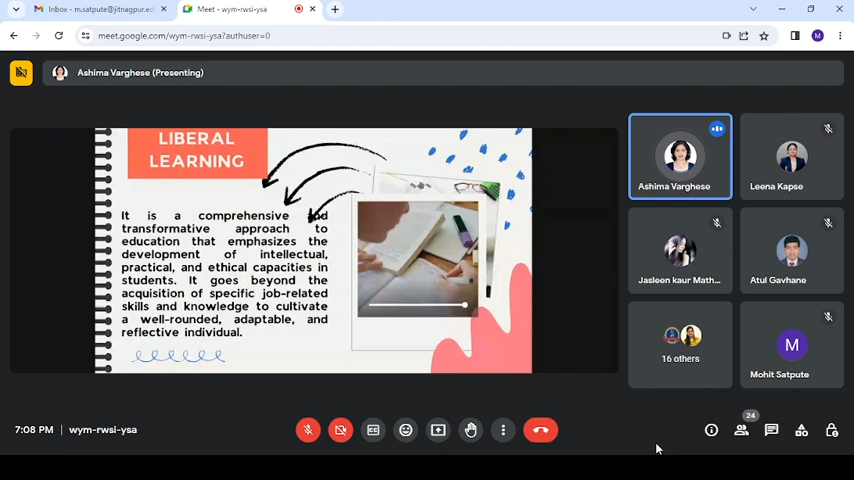 Inbox - m.satpute@jitnagpur.ed
Meet - wym-rwsi-ysa
meet.google.com/wym-rwsi-ysa?authuser=0
M
Ashima Varghese (Presenting)
LIBERAL
LEARNING
It is a comprehensive and
transformative approach to
education that emphasizes the
development of intellectual,
practical, and ethical capacities in
students. It goes beyond the
acquisition of specific job-related
skills and knowledge to cultivate
a well-rounded, adaptable, and
reflective individual.
Ashima Varghese
Leena Kapse
Jasleen kaur Math...
Atul Gavhane
16 others
M
Mohit Satpute
7:08 PM | wym-rwsi-ysa
24